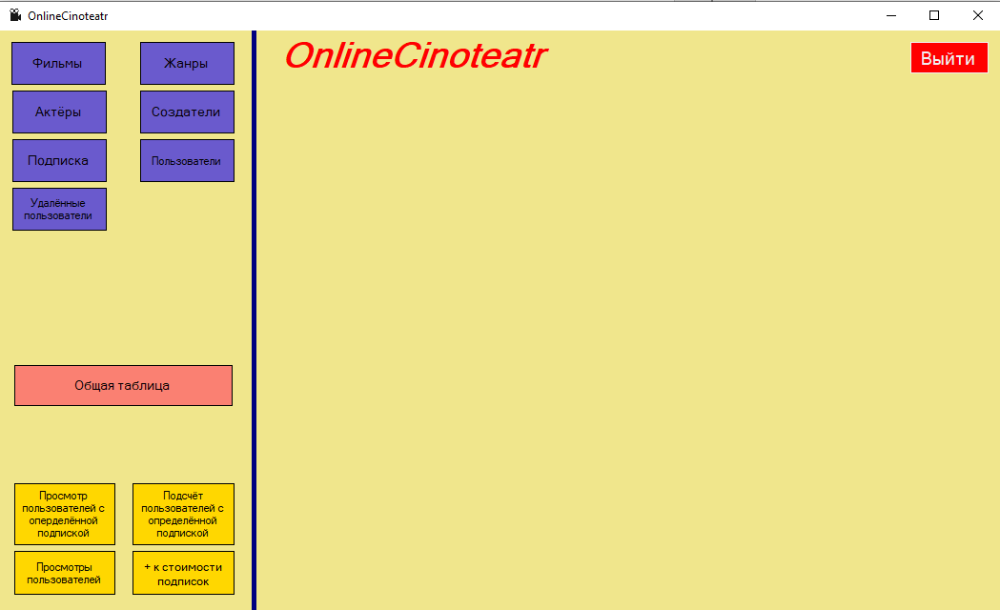 OnlineCinoteatr
OnlineCinoteatr
Выйти
Фильмы
Жанры
Актёры
Создатели
Подписка
Пользователи
Удалённые
пользователи
Общая таблица
Просмотр
пользователей с
оперделённой
подпиской
Подсчёт
пользователей с
определённой
подпиской
Просмотры
пользователей
+ к стоимости
подписок